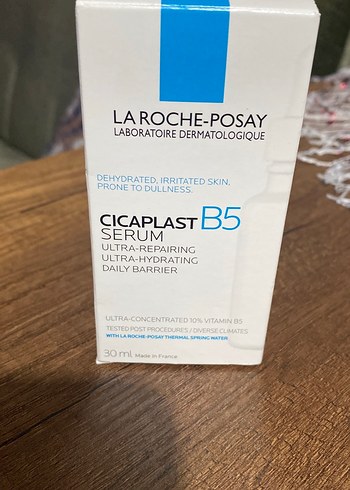 LA ROCHE-POSAY
LABORATOIRE DERMATOLOGIQUE
DEHYDRATED, IRRITATED SKIN,
PRONE TO DULLNESS.
CICAPLAST B5
SERUM
ULTRA-REPAIRING
ULTRA-HYDRATING
DAILY BARRIER
ULTRA-CONCENTRATED 10% VITAMIN B5
TESTED POST PROCEDURES / DIVERSE CLIMATES
WITH LA ROCHE-POSAY THERMAL SPRING WATER
30 ml Made in France